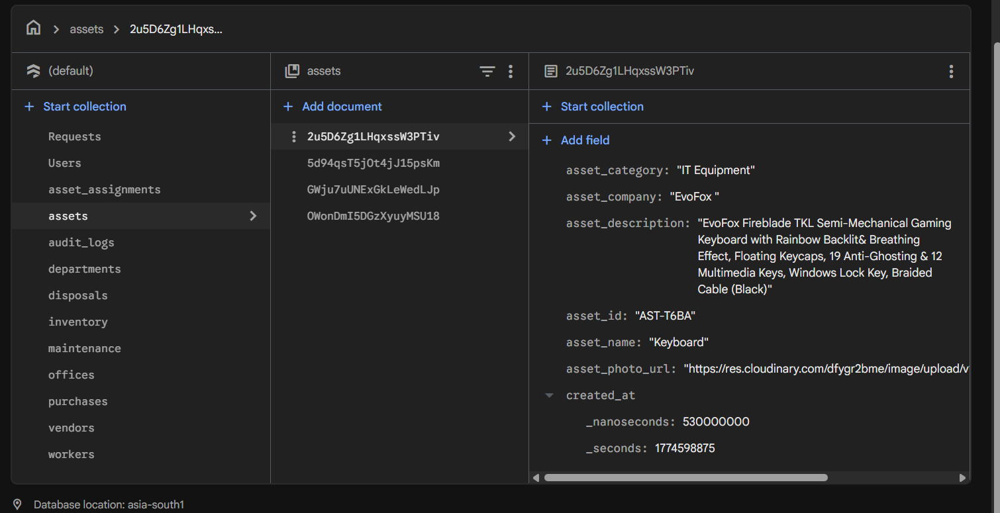 assets
2u5D6Zg1LHqxs...
(default)
Start collection
Requests
Users
asset_assignments
assets
audit_logs
departments
disposals
inventory
maintenance
offices
purchases
vendors
workers
assets
Add document
2u5D6Zg1LHqxssW3PTiv
5d94qsT5jOt4jJ15psKm
GWju7uUNExGkLeWedLJp
OWonDmI5DGzXyuyMSU18
2u5D6Zg1LHqxssW3PTiv
Start collection
Add field
asset_category: "IT Equipment"
asset_company: "EvoFox "
asset_description: "EvoFox Fireblade TKL Semi-Mechanical Gaming
Keyboard with Rainbow Backlit& Breathing
Effect, Floating Keycaps, 19 Anti-Ghosting & 12
Multimedia Keys, Windows Lock Key, Braided
Cable (Black)"
asset_id: "AST-T6BA"
asset_name: "Keyboard"
asset_photo_url: "https://res.cloudinary.com/dfygr2bme/image/upload/v
created_at
_nanoseconds: 530000000
_seconds: 1774598875
Database location: asia-south1